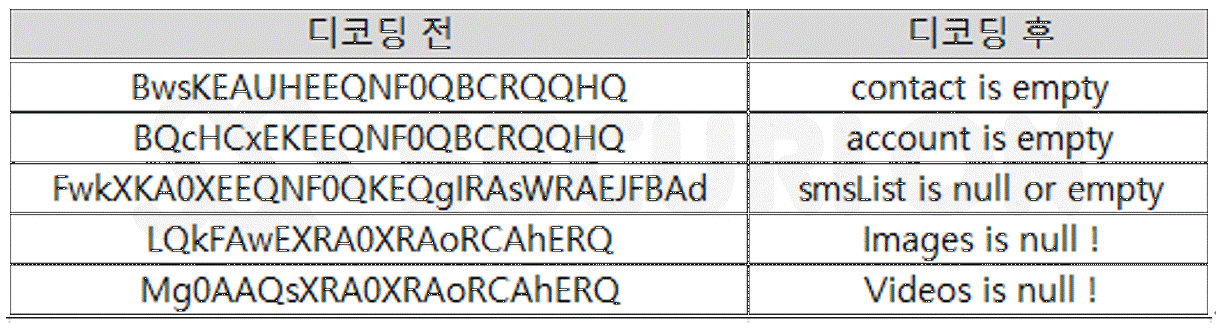 디코딩 전 디코딩 후
BwsKEAUHEEQNF0QBCRQQHQ contact is empty
BQcHCxEKEEQNF0QBCRQQHQ account is empty
FwkXKA0XEEQNF0QKEQgIRAsWRAEJFBAd smsList is null or empty
LQkFAwEXRA0XRAoRCAhERQ Images is null !
Mg0AAQsXRA0XRAoRCAhERQ Videos is null !
SECURION